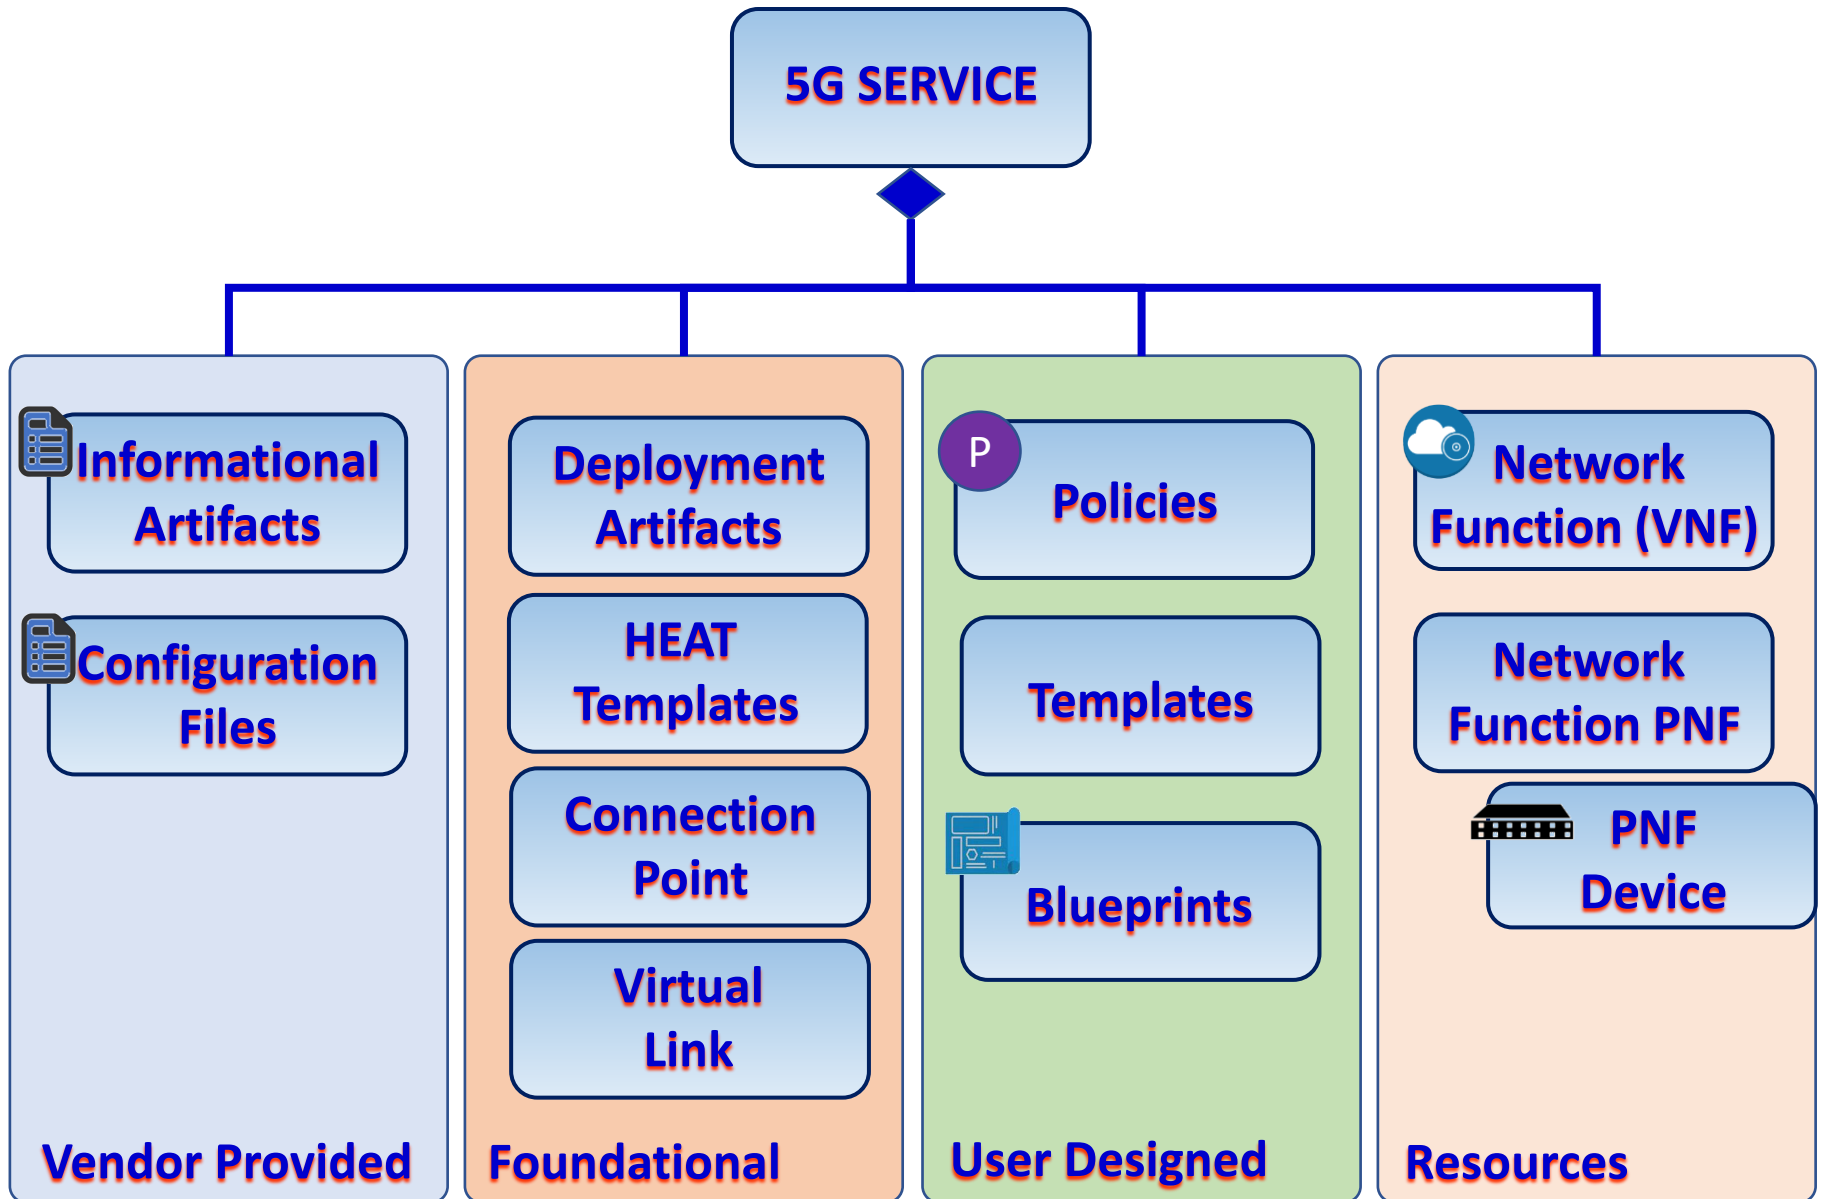 5G SERVICE
Informational
Artifacts
Configuration
Files
Vendor Provided
Deployment
Artifacts
HEAT
Templates
Connection
Point
Virtual
Link
Foundational
P
Policies
Templates
Blueprints
User Designed
Network
Function (VNF)
Network
Function PNF
PNF
Device
Resources